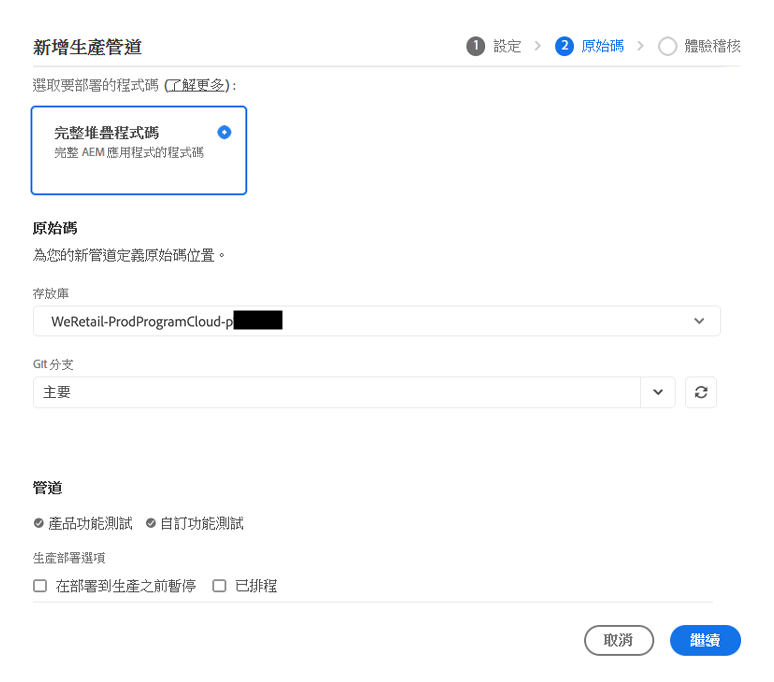 新增生產管道
1 設定 > 2 原始碼 > 體驗稽核
選取要部署的程式碼 (了解更多)：
完整堆疊程式碼
完整 AEM 應用程式的程式碼
原始碼
為您的新管道定義原始碼位置。
存放庫
WeRetail-ProdProgramCloud-p
Git 分支
主要
管道
產品功能測試 自訂功能測試
生產部署選項
在部署到生產之前暫停 已排程
取消 繼續